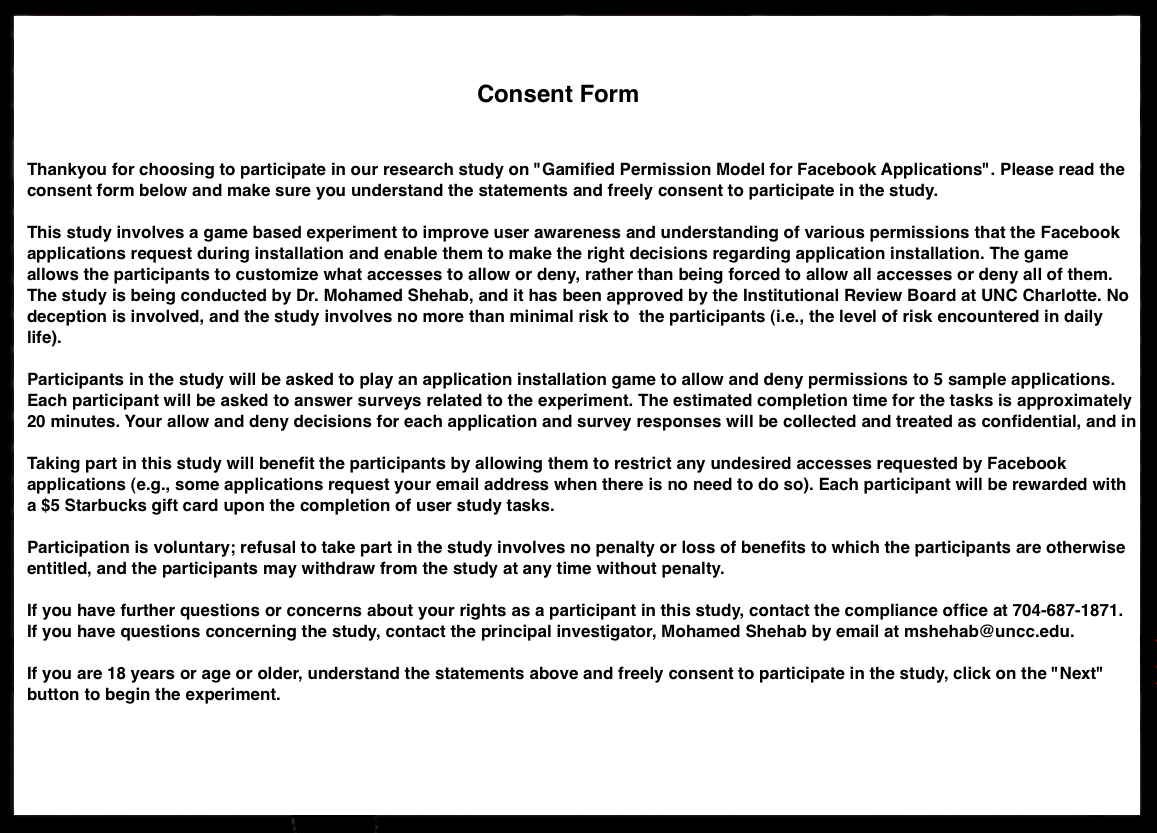 Consent Form
Thankyou for choosing to participate in our research study on "Gamified Permission Model for Facebook Applications". Please read the
consent form below and make sure you understand the statements and freely consent to participate in the study.
This study involves a game based experiment to improve user awareness and understanding of various permissions that the Facebook
applications request during installation and enable them to make the right decisions regarding application installation. The game
allows the participants to customize what accesses to allow or deny, rather than being forced to allow all accesses or deny all of them.
The study is being conducted by Dr. Mohamed Shehab, and it has been approved by the Institutional Review Board at UNC Charlotte. No
deception is involved, and the study involves no more than minimal risk to  the participants (i.e., the level of risk encountered in daily
life).
Participants in the study will be asked to play an application installation game to allow and deny permissions to 5 sample applications.
Each participant will be asked to answer surveys related to the experiment. The estimated completion time for the tasks is approximately
20 minutes. Your allow and deny decisions for each application and survey responses will be collected and treated as confidential, and in
Taking part in this study will benefit the participants by allowing them to restrict any undesired accesses requested by Facebook
applications (e.g., some applications request your email address when there is no need to do so). Each participant will be rewarded with
a $5 Starbucks gift card upon the completion of user study tasks.
Participation is voluntary; refusal to take part in the study involves no penalty or loss of benefits to which the participants are otherwise
entitled, and the participants may withdraw from the study at any time without penalty.
If you have further questions or concerns about your rights as a participant in this study, contact the compliance office at 704-687-1871.
If you have questions concerning the study, contact the principal investigator, Mohamed Shehab by email at mshehab@uncc.edu.
If you are 18 years or age or older, understand the statements above and freely consent to participate in the study, click on the "Next"
button to begin the experiment.